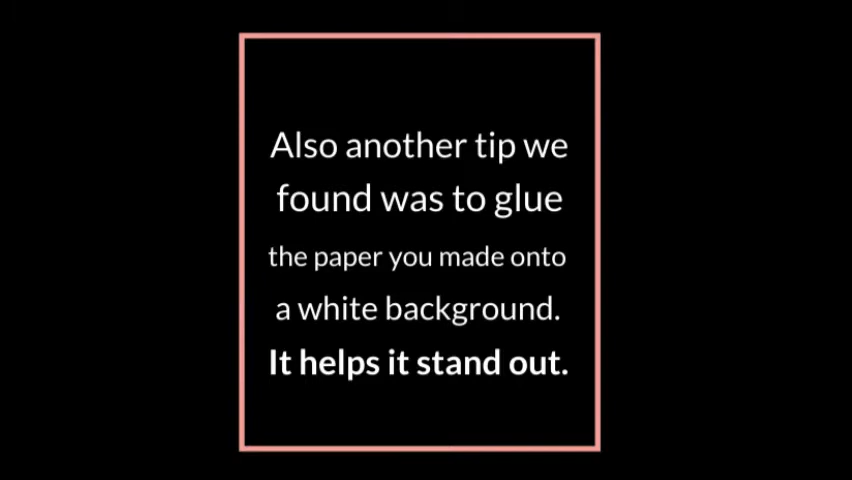 Also another tip we
found was to glue
the paper you made onto
a white background.
It helps it stand out.